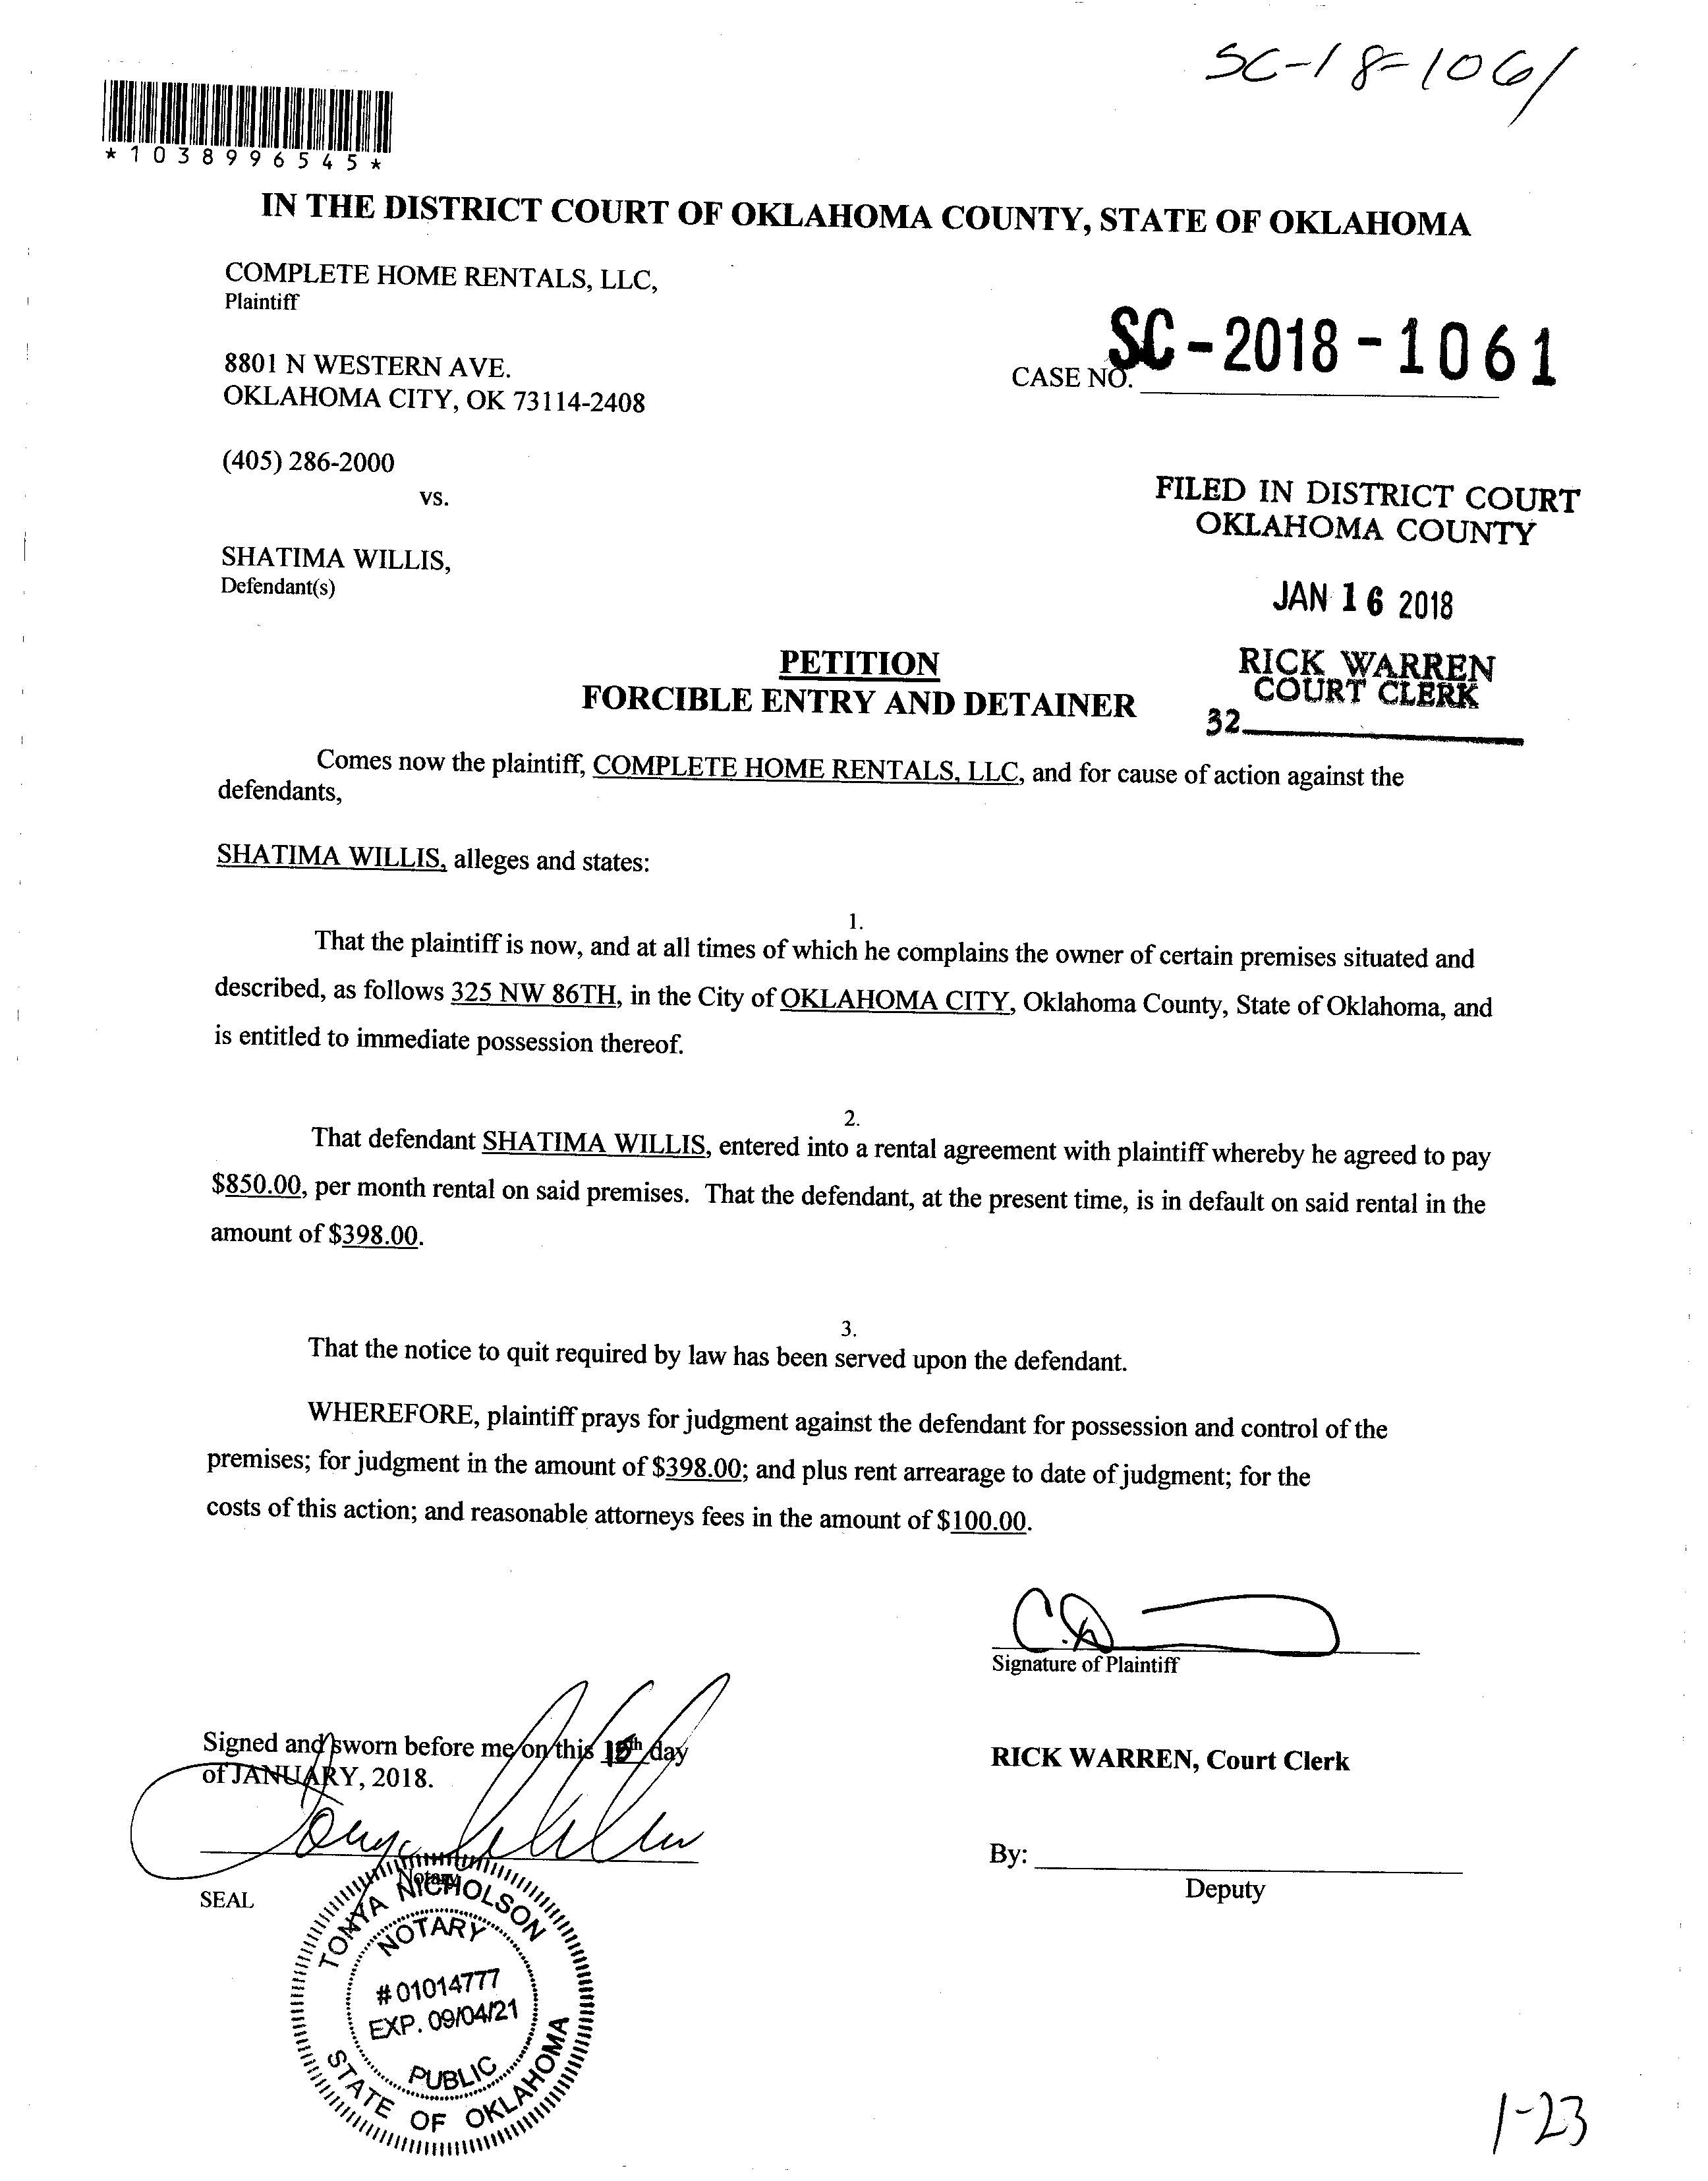 SC-18-1061
*1038996545*
IN THE DISTRICT COURT OF OKLAHOMA COUNTY, STATE OF OKLAHOMA
COMPLETE HOME RENTALS, LLC,
Plaintiff
8801 N WESTERN AVE.
OKLAHOMA CITY, OK 73114-2408
CASE NO. SC-2018-1061
(405) 286-2000
vs.
FILED IN DISTRICT COURT
OKLAHOMA COUNTY
SHATIMA WILLIS,
Defendant(s)
JAN 16 2018
PETITION
FORCIBLE ENTRY AND DETAINER
RICK WARREN
COURT CLERK
32
Comes now the plaintiff, COMPLETE HOME RENTALS, LLC, and for cause of action against the
defendants,
SHATIMA WILLIS, alleges and states:
1.
That the plaintiff is now, and at all times of which he complains the owner of certain premises situated and
described, as follows 325 NW 86TH, in the City of OKLAHOMA CITY, Oklahoma County, State of Oklahoma, and
is entitled to immediate possession thereof.
2.
That defendant SHATIMA WILLIS, entered into a rental agreement with plaintiff whereby he agreed to pay
$850.00, per month rental on said premises. That the defendant, at the present time, is in default on said rental in the
amount of $398.00.
3.
That the notice to quit required by law has been served upon the defendant.
WHEREFORE, plaintiff prays for judgment against the defendant for possession and control of the
premises; for judgment in the amount of $398.00; and plus rent arrearage to date of judgment; for the
costs of this action; and reasonable attorneys fees in the amount of $100.00.
Signature of Plaintiff
Signed and sworn before me on this day
of JANUARY, 2018.
RICK WARREN, Court Clerk
By:
Deputy
Notary
SEAL
TONYA NICHOLSON
NOTARY
#01014777
EXP. 09/04/21
PUBLIC
STATE OF OKLAHOMA
1-23